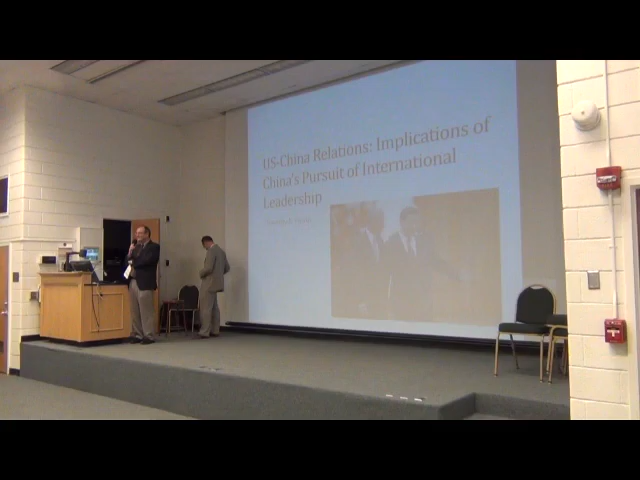 US-China Relations: Implications of
China's Pursuit of International
Leadership